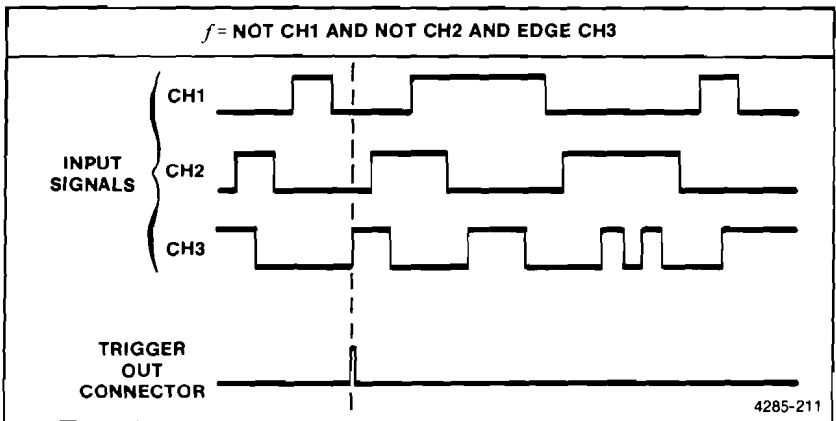 f = NOT CH1 AND NOT CH2 AND EDGE CH3
CH1
INPUT
SIGNALS
CH2
CH3
TRIGGER
OUT
CONNECTOR
4285-211